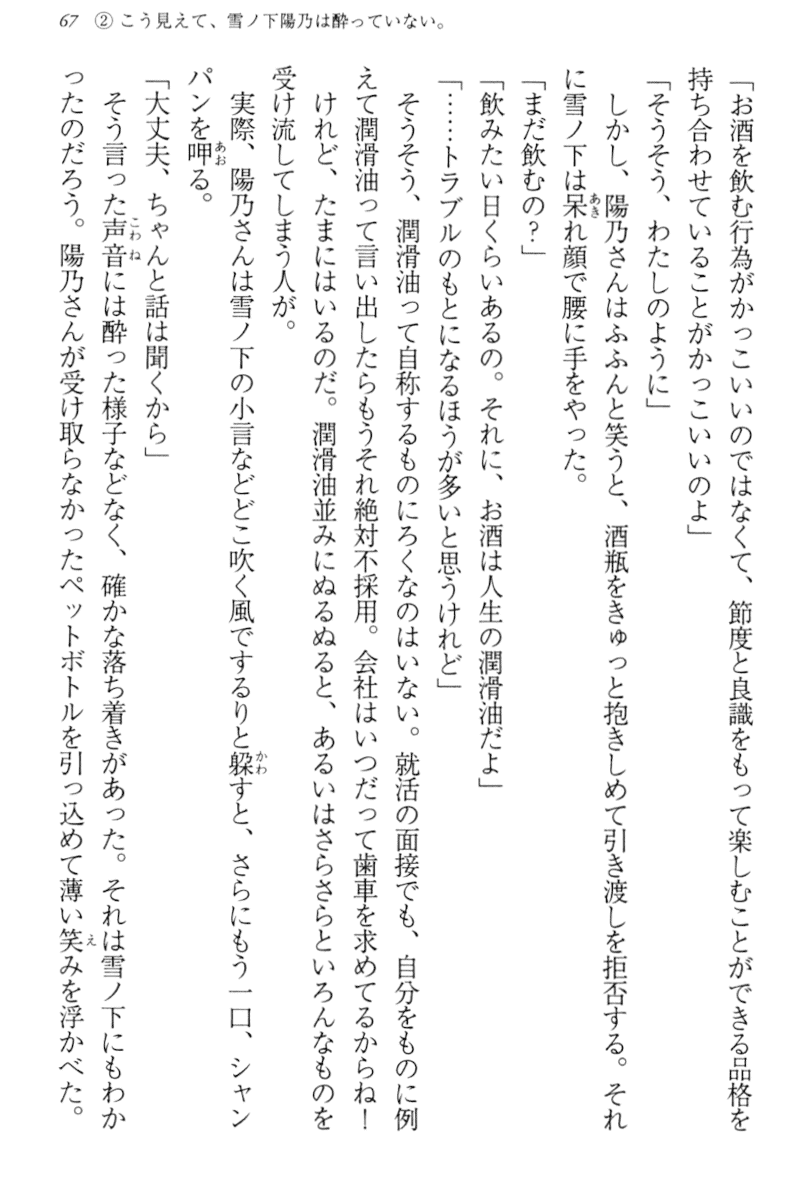 67 ② こう見えて、雪ノ下陽乃は酔っていない。
「お酒を飲む行為がかっこいいのではなくて、節度と良識をもって楽しむことができる品格を
持ち合わせていることがかっこいいのよ」
「そうそう、わたしのように」
しかし、陽乃さんはふふんと笑うと、酒瓶をきゅっと抱きしめて引き渡しを拒否する。それ
に雪ノ下は呆れ顔で腰に手をやった。
「まだ飲むの？」
「飲みたい日くらいあるの。それに、お酒は人生の潤滑油だよ」
「……トラブルのもとになるほうが多いと思うけれど」
そうそう、潤滑油って自称するものにろくなのはいない。就活の面接でも、自分をものに例
えて潤滑油って言い出したらもうそれ絶対不採用。会社はいつだって歯車を求めてるからね！
けれど、たまにはいるのだ。潤滑油並みにぬるぬると、あるいはさらさらといろんなものを
受け流してしまう人が。
実際、陽乃さんは雪ノ下の小言などどこ吹く風でするりと躱すと、さらにもう一口、シャン
パンを呷る。
「大丈夫、ちゃんと話は聞くから」
そう言った声音には酔った様子などなく、確かな落ち着きがあった。それは雪ノ下にもわか
ったのだろう。陽乃さんが受け取らなかったペットボトルを引っ込めて薄い笑みを浮かべた。